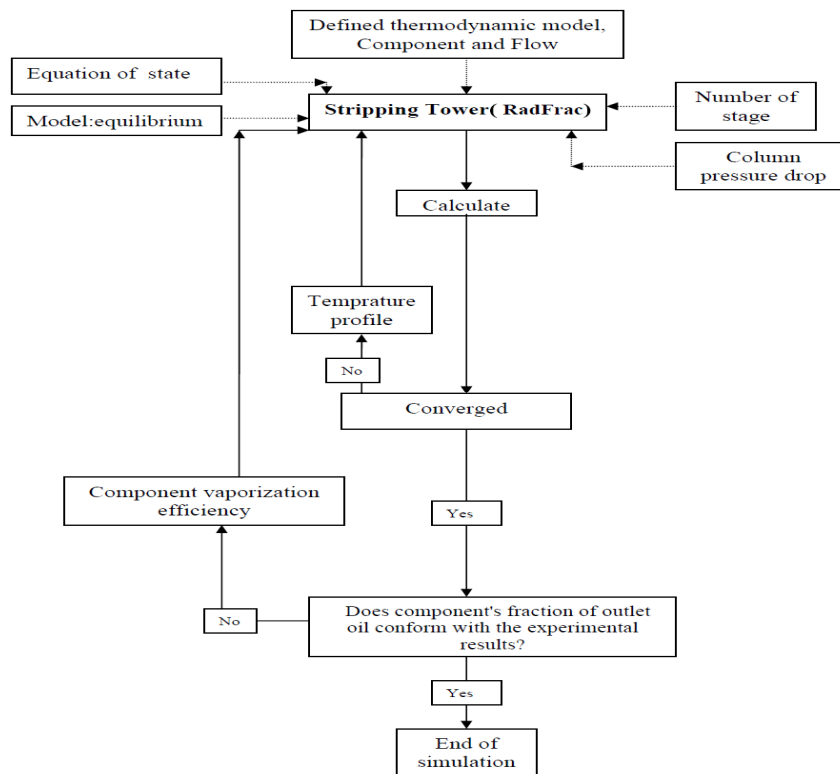 Defined thermodynamic model,
Component and Flow
Equation of state
Model:equilibrium
Stripping Tower( RadFrac)
Number of
stage
Column
pressure drop
Calculate
Temprature
profile
No
Converged
Component vaporization
efficiency
Yes
No
Does component's fraction of outlet
oil conform with the experimental
results?
Yes
End of
simulation